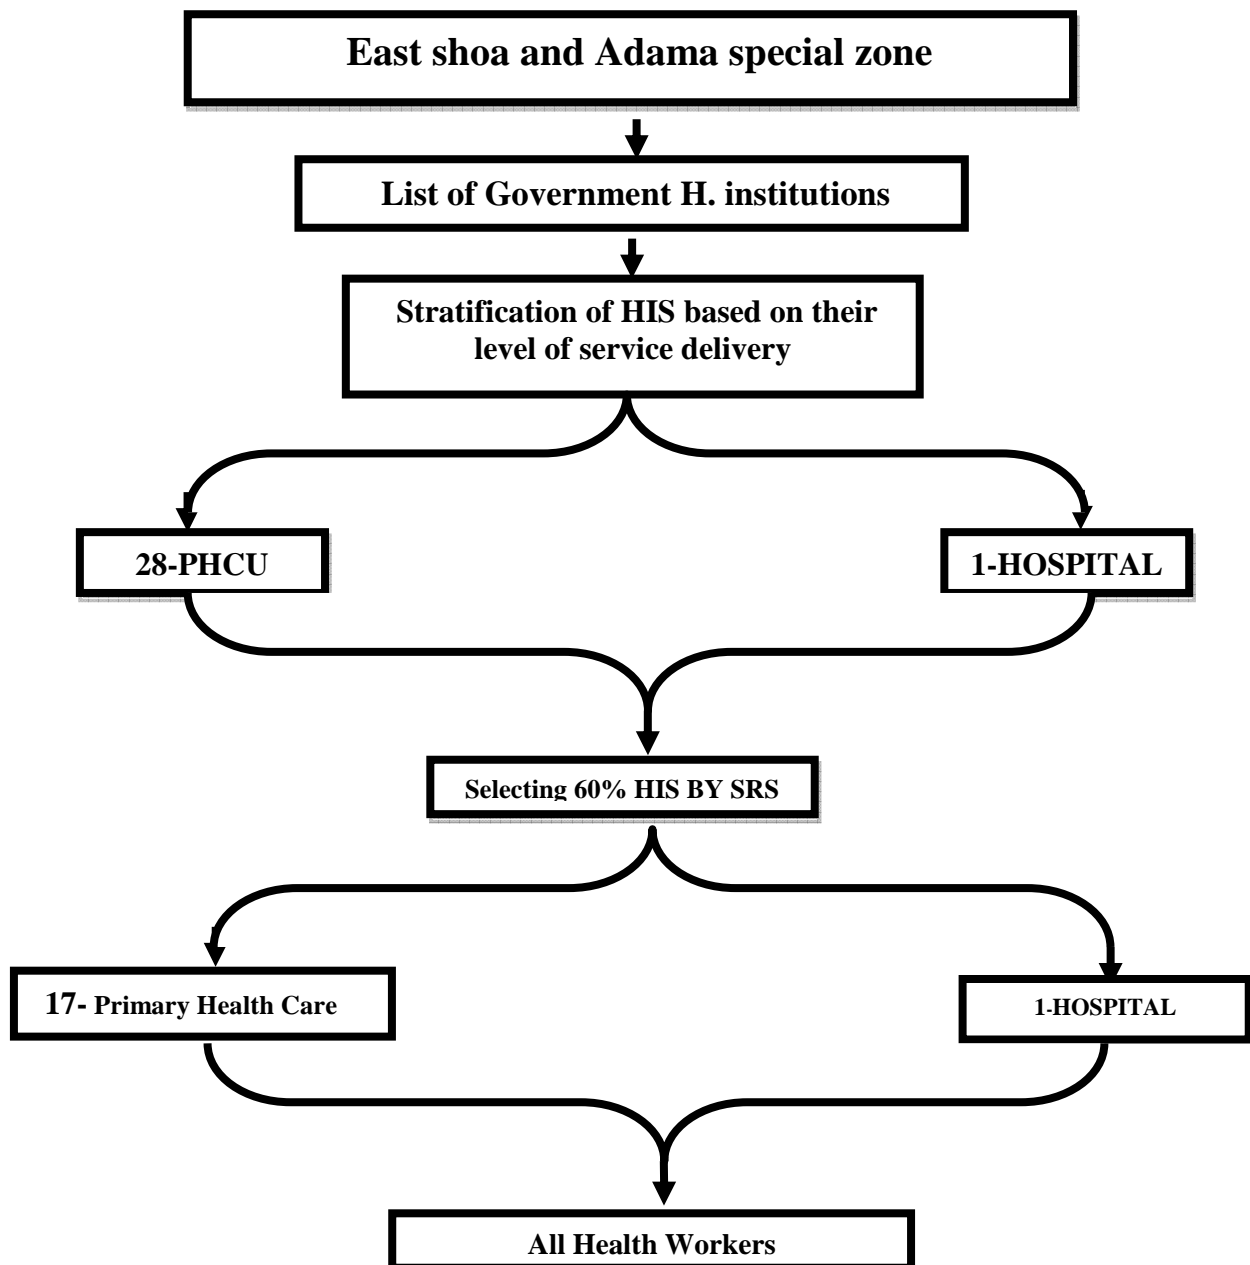 East shoa and Adama special zone
List of Government H. institutions
Stratification of HIS based on their
level of service delivery
28-PHCU
1-HOSPITAL
Selecting 60% HIS BY SRS
17- Primary Health Care
1-HOSPITAL
All Health Workers